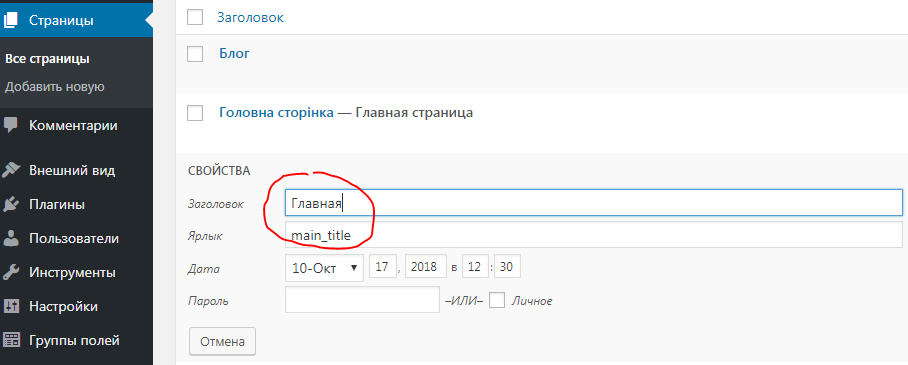 Страницы
Все страницы
Добавить новую
Комментарии
Внешний вид
Плагины
Пользователи
Инструменты
Настройки
Группы полей
Заголовок
Блог
Головна сторінка — Главная страница
СВОЙСТВА
Заголовок Главная
Ярлык main_title
Дата 10-Окт 17 , 2018 в 12 : 30
Пароль –ИЛИ– Личное
Отмена